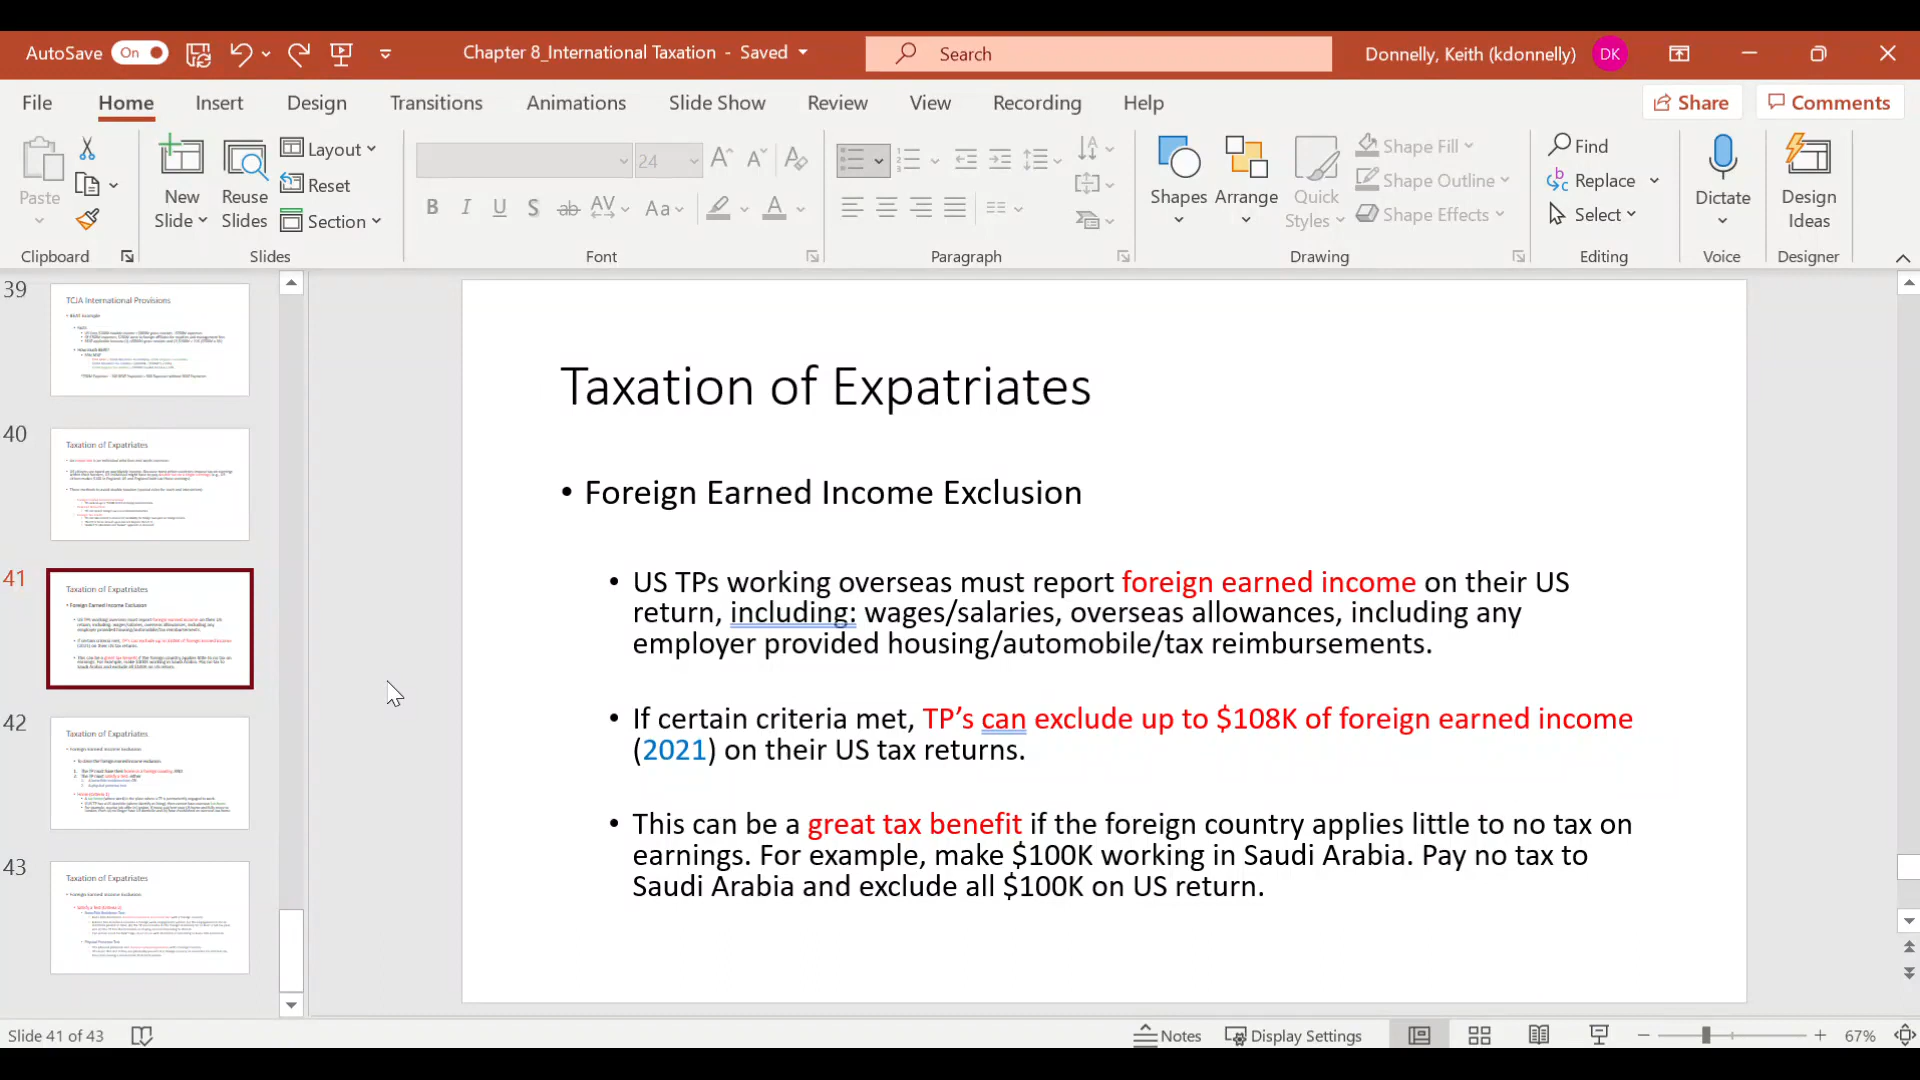 AutoSave On
Chapter 8_International Taxation - Saved
Search
Donnelly, Keith (kdonnelly) DK
File Home Insert Design Transitions Animations Slide Show Review View Recording Help
Share Comments
Paste
New Slide
Reuse Slides
Layout
Reset
Section
24
Shapes
Arrange
Quick Styles
Shape Fill
Shape Outline
Shape Effects
Find
Replace
Select
Dictate
Design Ideas
Clipboard Slides Font Paragraph Drawing Editing Voice Designer
39
TCJA International Provisions
40
Taxation of Expatriates
41
Taxation of Expatriates
• Foreign Earned Income Exclusion
42
Taxation of Expatriates
43
Taxation of Expatriates
Taxation of Expatriates
• Foreign Earned Income Exclusion
• US TPs working overseas must report foreign earned income on their US
return, including: wages/salaries, overseas allowances, including any
employer provided housing/automobile/tax reimbursements.
• If certain criteria met, TP’s can exclude up to $108K of foreign earned income
(2021) on their US tax returns.
• This can be a great tax benefit if the foreign country applies little to no tax on
earnings. For example, make $100K working in Saudi Arabia. Pay no tax to
Saudi Arabia and exclude all $100K on US return.
Slide 41 of 43
Notes Display Settings 67%